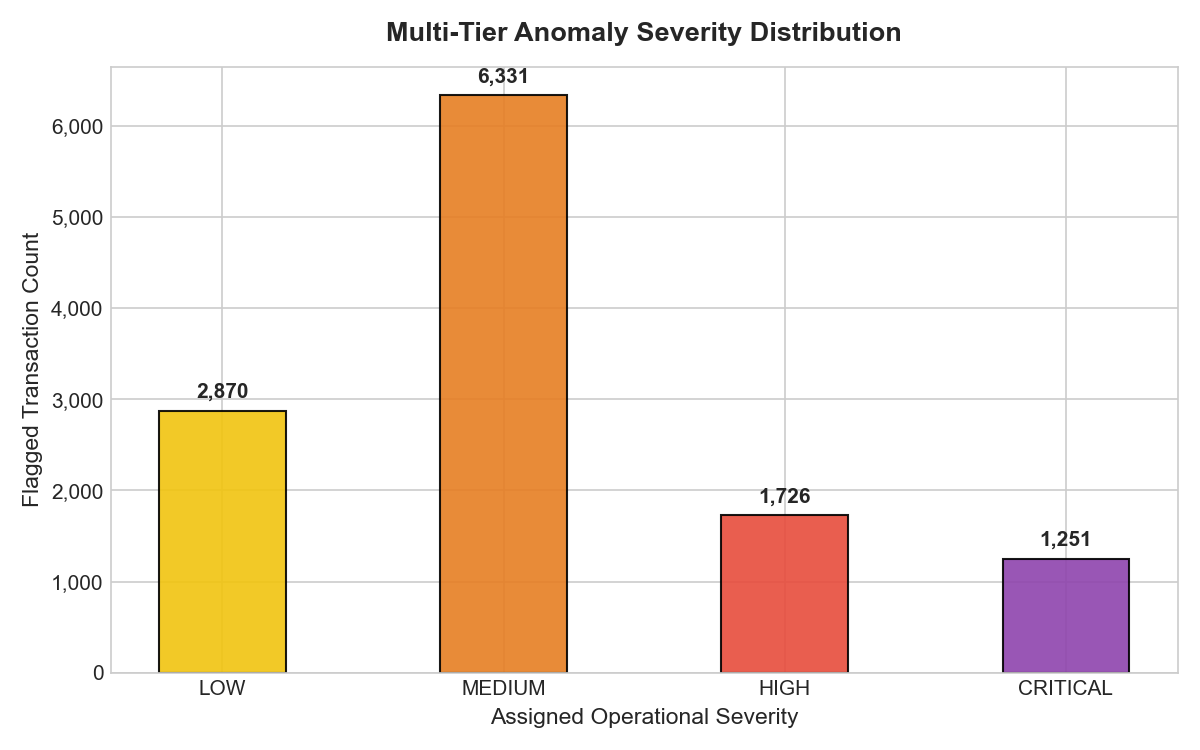 Multi-Tier Anomaly Severity Distribution
Flagged Transaction Count
6,000
5,000
4,000
3,000
2,000
1,000
0
2,870
6,331
1,726
1,251
LOW
MEDIUM
HIGH
CRITICAL
Assigned Operational Severity